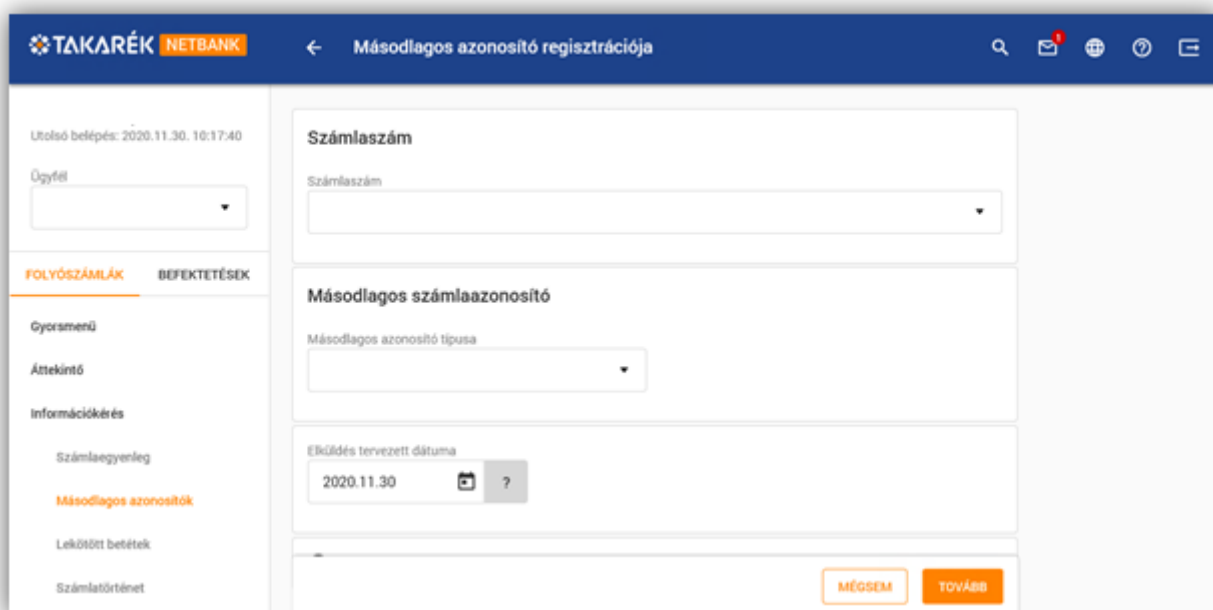 TAKARÉK NETBANK
Másodlagos azonosító regisztrációja
1
Utolsó belépés: 2020.11.30. 10:17:40
Ügyfél
FOLYÓSZÁMLÁK BEFEKTETÉSEK
Gyorsmenü
Áttekintő
Információkérés
Számlaegyenleg
Másodlagos azonosítók
Lekötött betétek
Számlatörténet
Számlaszám
Számlaszám
Másodlagos számlaazonosító
Másodlagos azonosító típusa
Elküldés tervezett dátuma
2020.11.30
?
MÉGSEM TOVÁBB